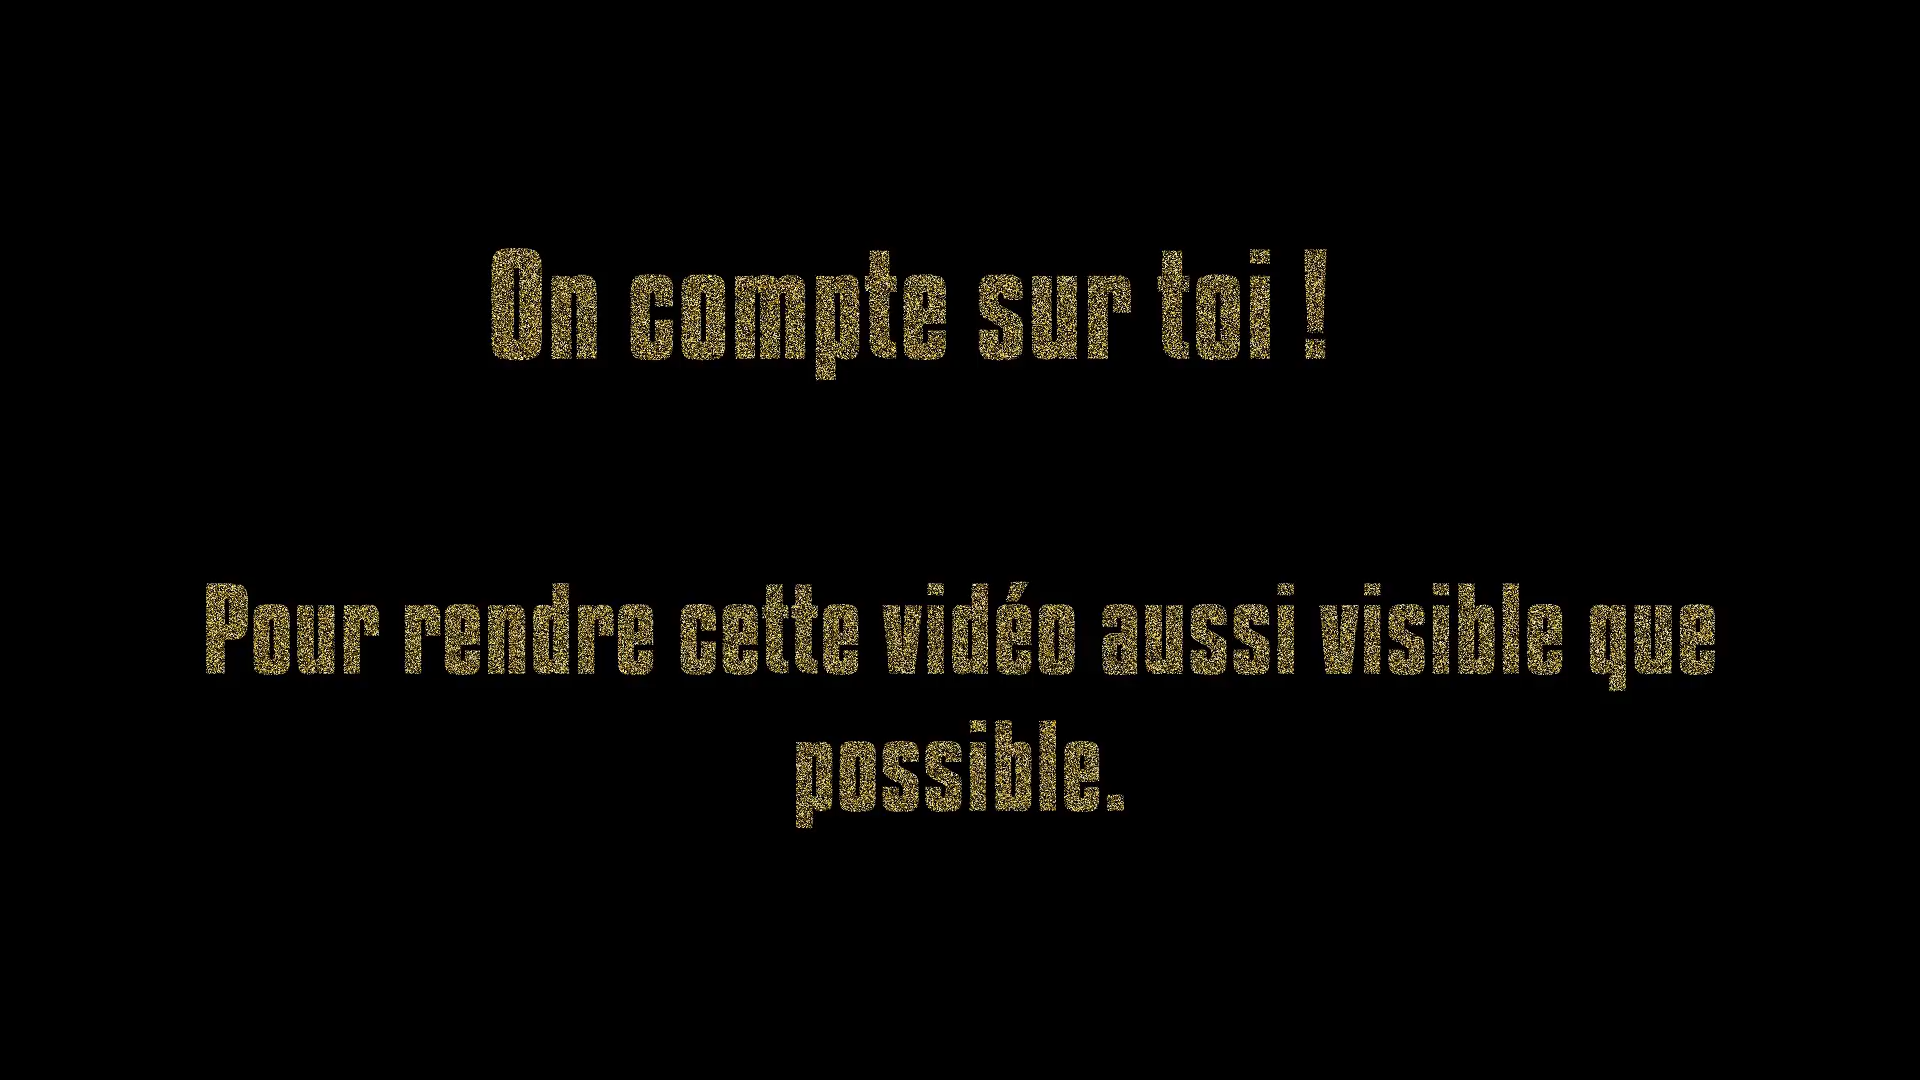 On compte sur toi !
Pour rendre cette vidéo aussi visible que
possible.